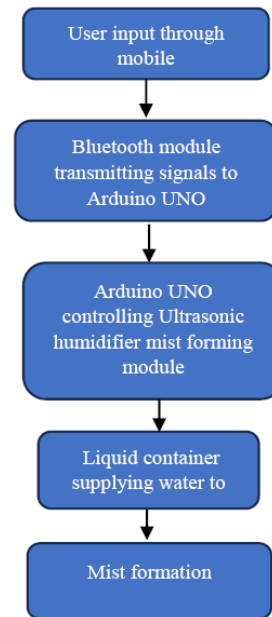 User input through
mobile
Bluetooth module
transmitting signals to
Arduino UNO
Arduino UNO
controlling Ultrasonic
humidifier mist forming
module
Liquid container
supplying water to
Mist formation